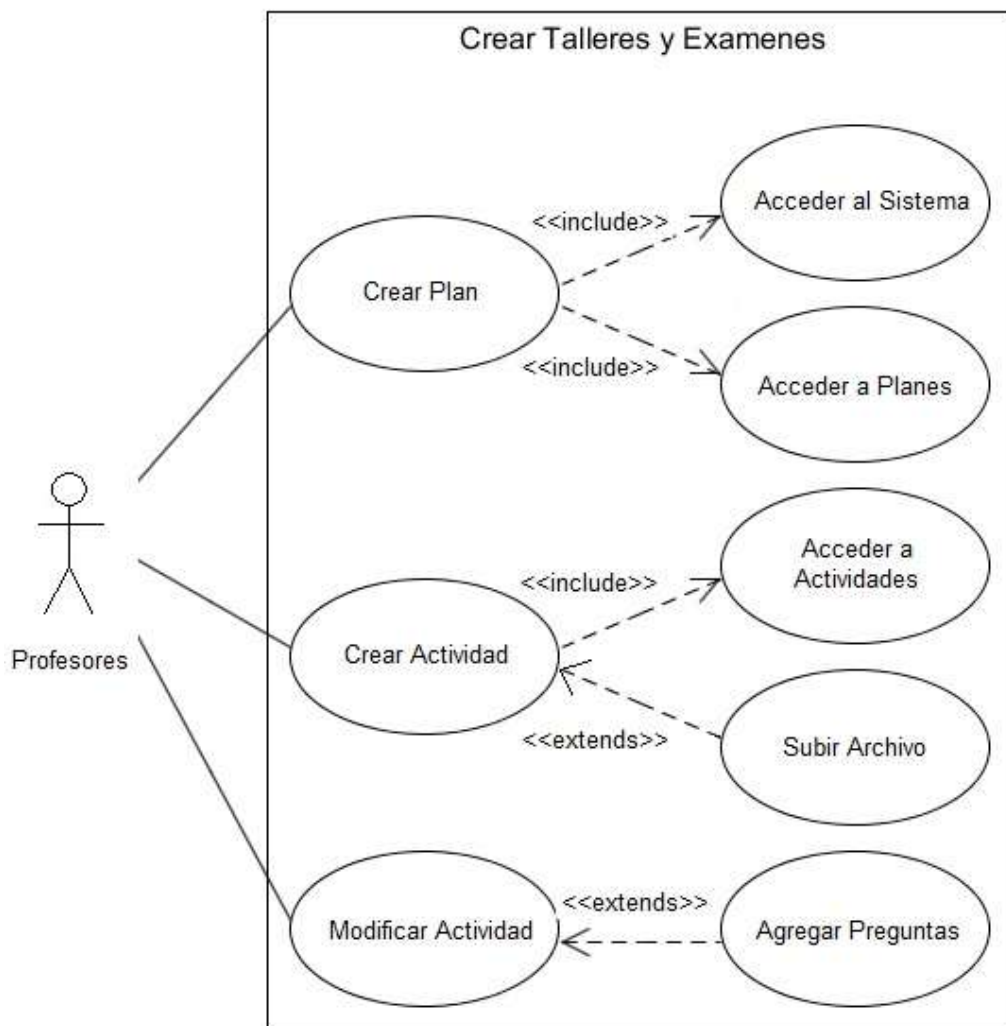 Crear Talleres y Examenes
Acceder al Sistema
<<include>>
Crear Plan
<<include>>
Acceder a Planes
Acceder a
Actividades
<<include>>
Crear Actividad
Profesores
<<extends>>
Subir Archivo
<<extends>>
Modificar Actividad
Agregar Preguntas